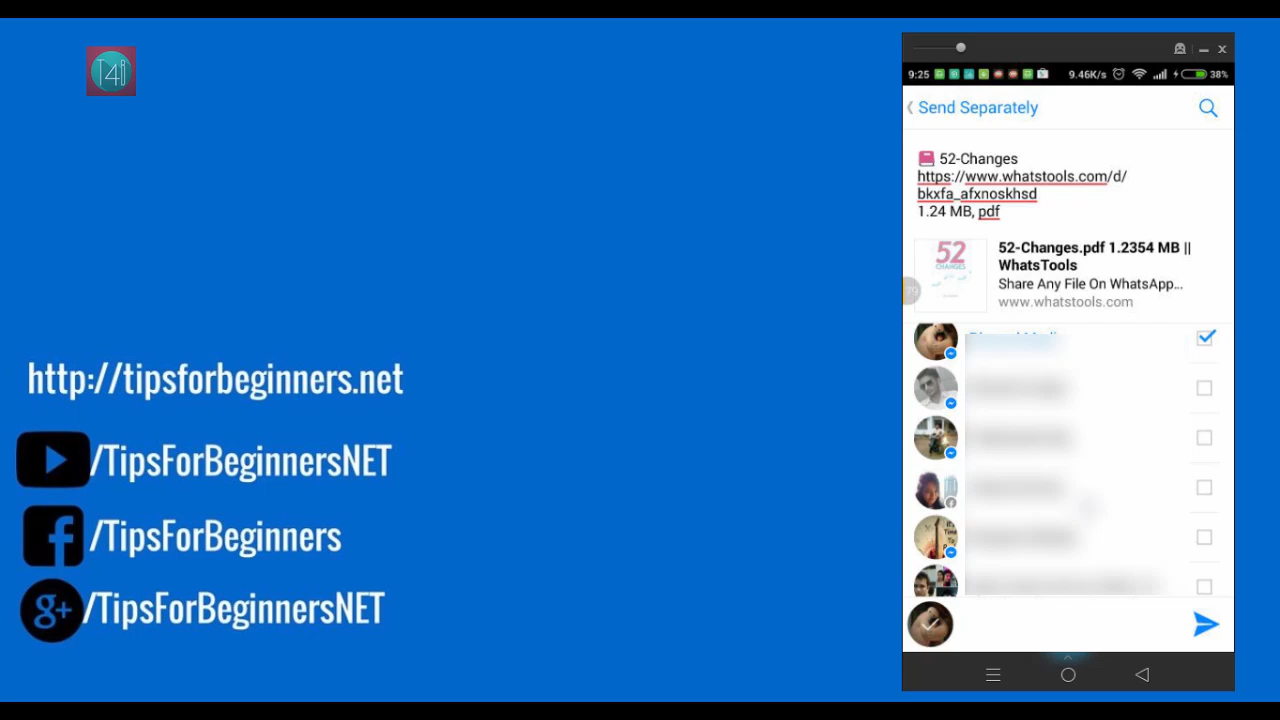 T4i
http://tipsforbeginners.net
/TipsForBeginnersNET
/TipsForBeginners
g+/TipsForBeginnersNET
9:25
9.46K/s
38%
Send Separately
52-Changes
https://www.whatstools.com/d/
bkxfa_afxnoskhsd
1.24 MB, pdf
52
CHANGES
52-Changes.pdf 1.2354 MB ||
WhatsTools
Share Any File On WhatsApp...
www.whatstools.com